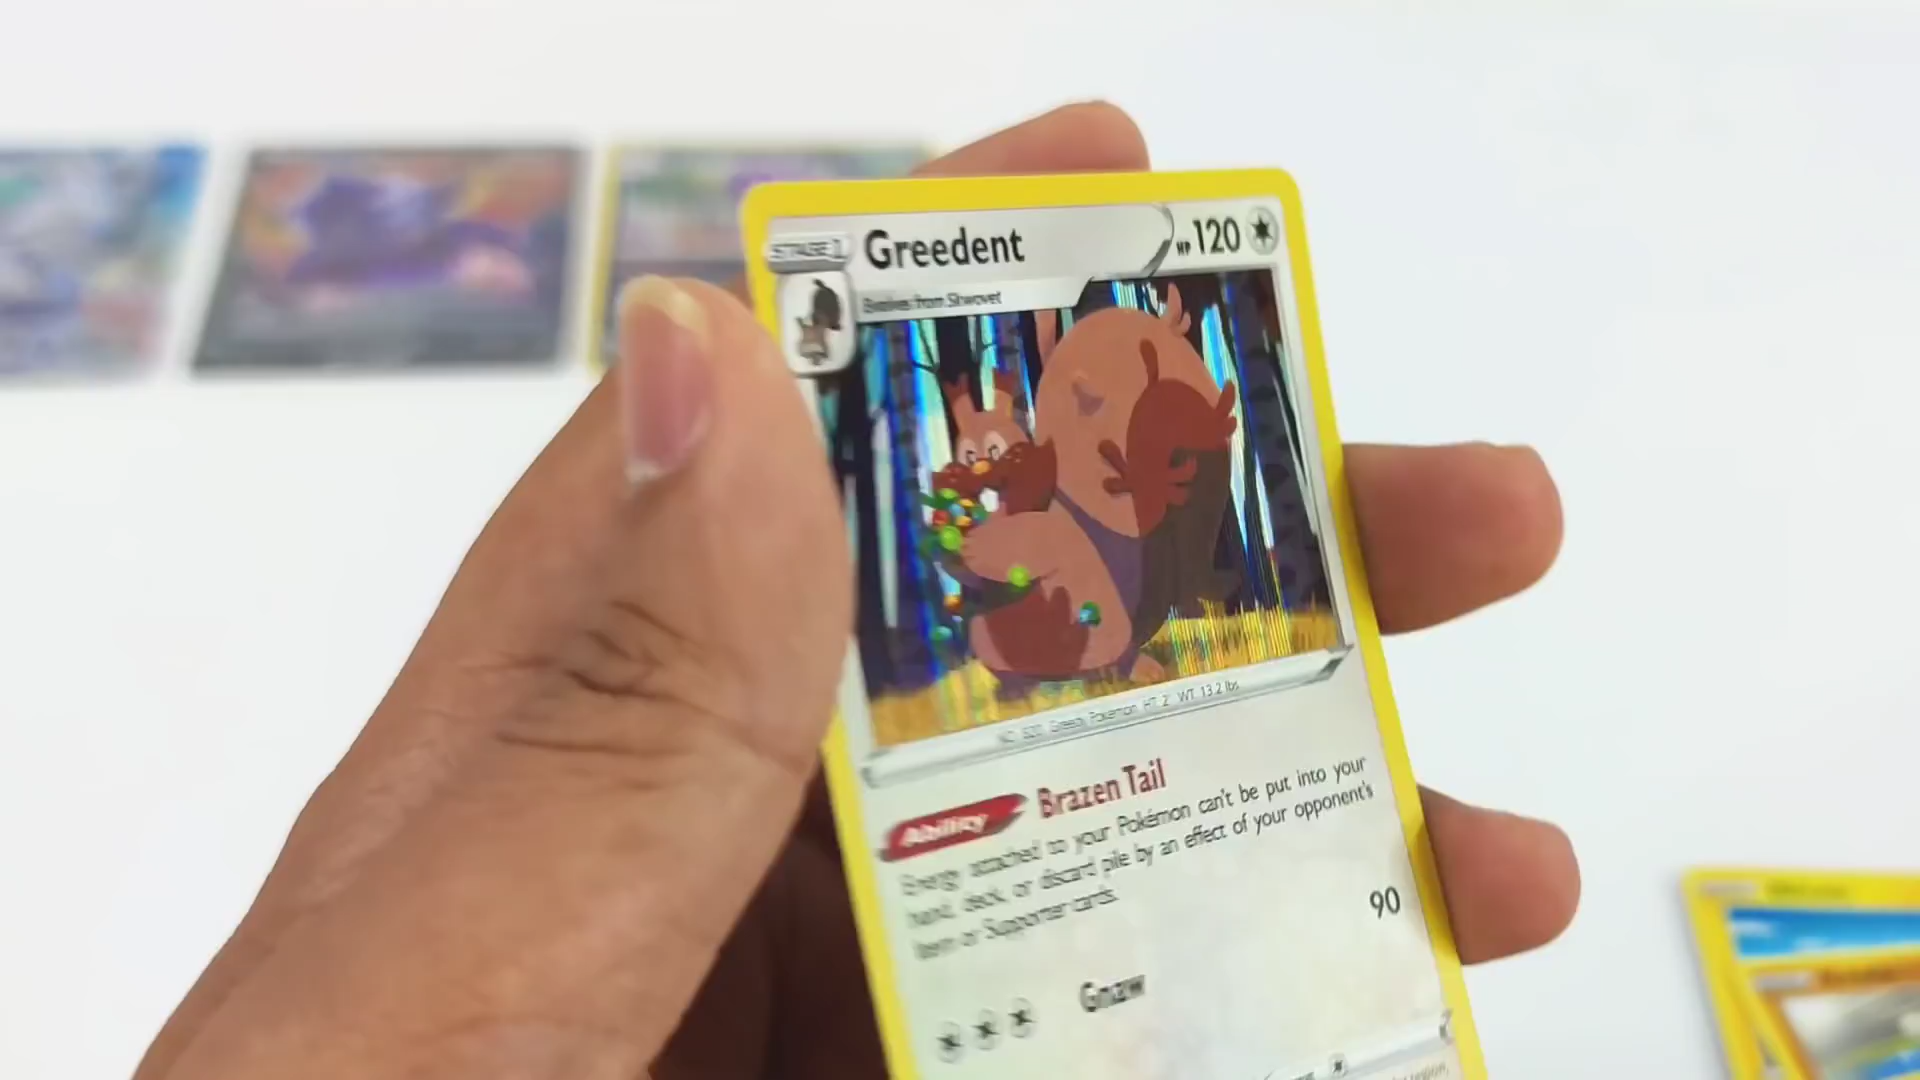 STAGE 1 Greedent HP 120
Evolves from Skwovet
NO. 820 Greedy Pokémon HT 2' WT 13.2 lbs
Ability Brazen Tail
Energy attached to your Pokémon can't be put into your
hand, deck, or discard pile by an effect of your opponent's
Item or Supporter cards.
Gnaw 90